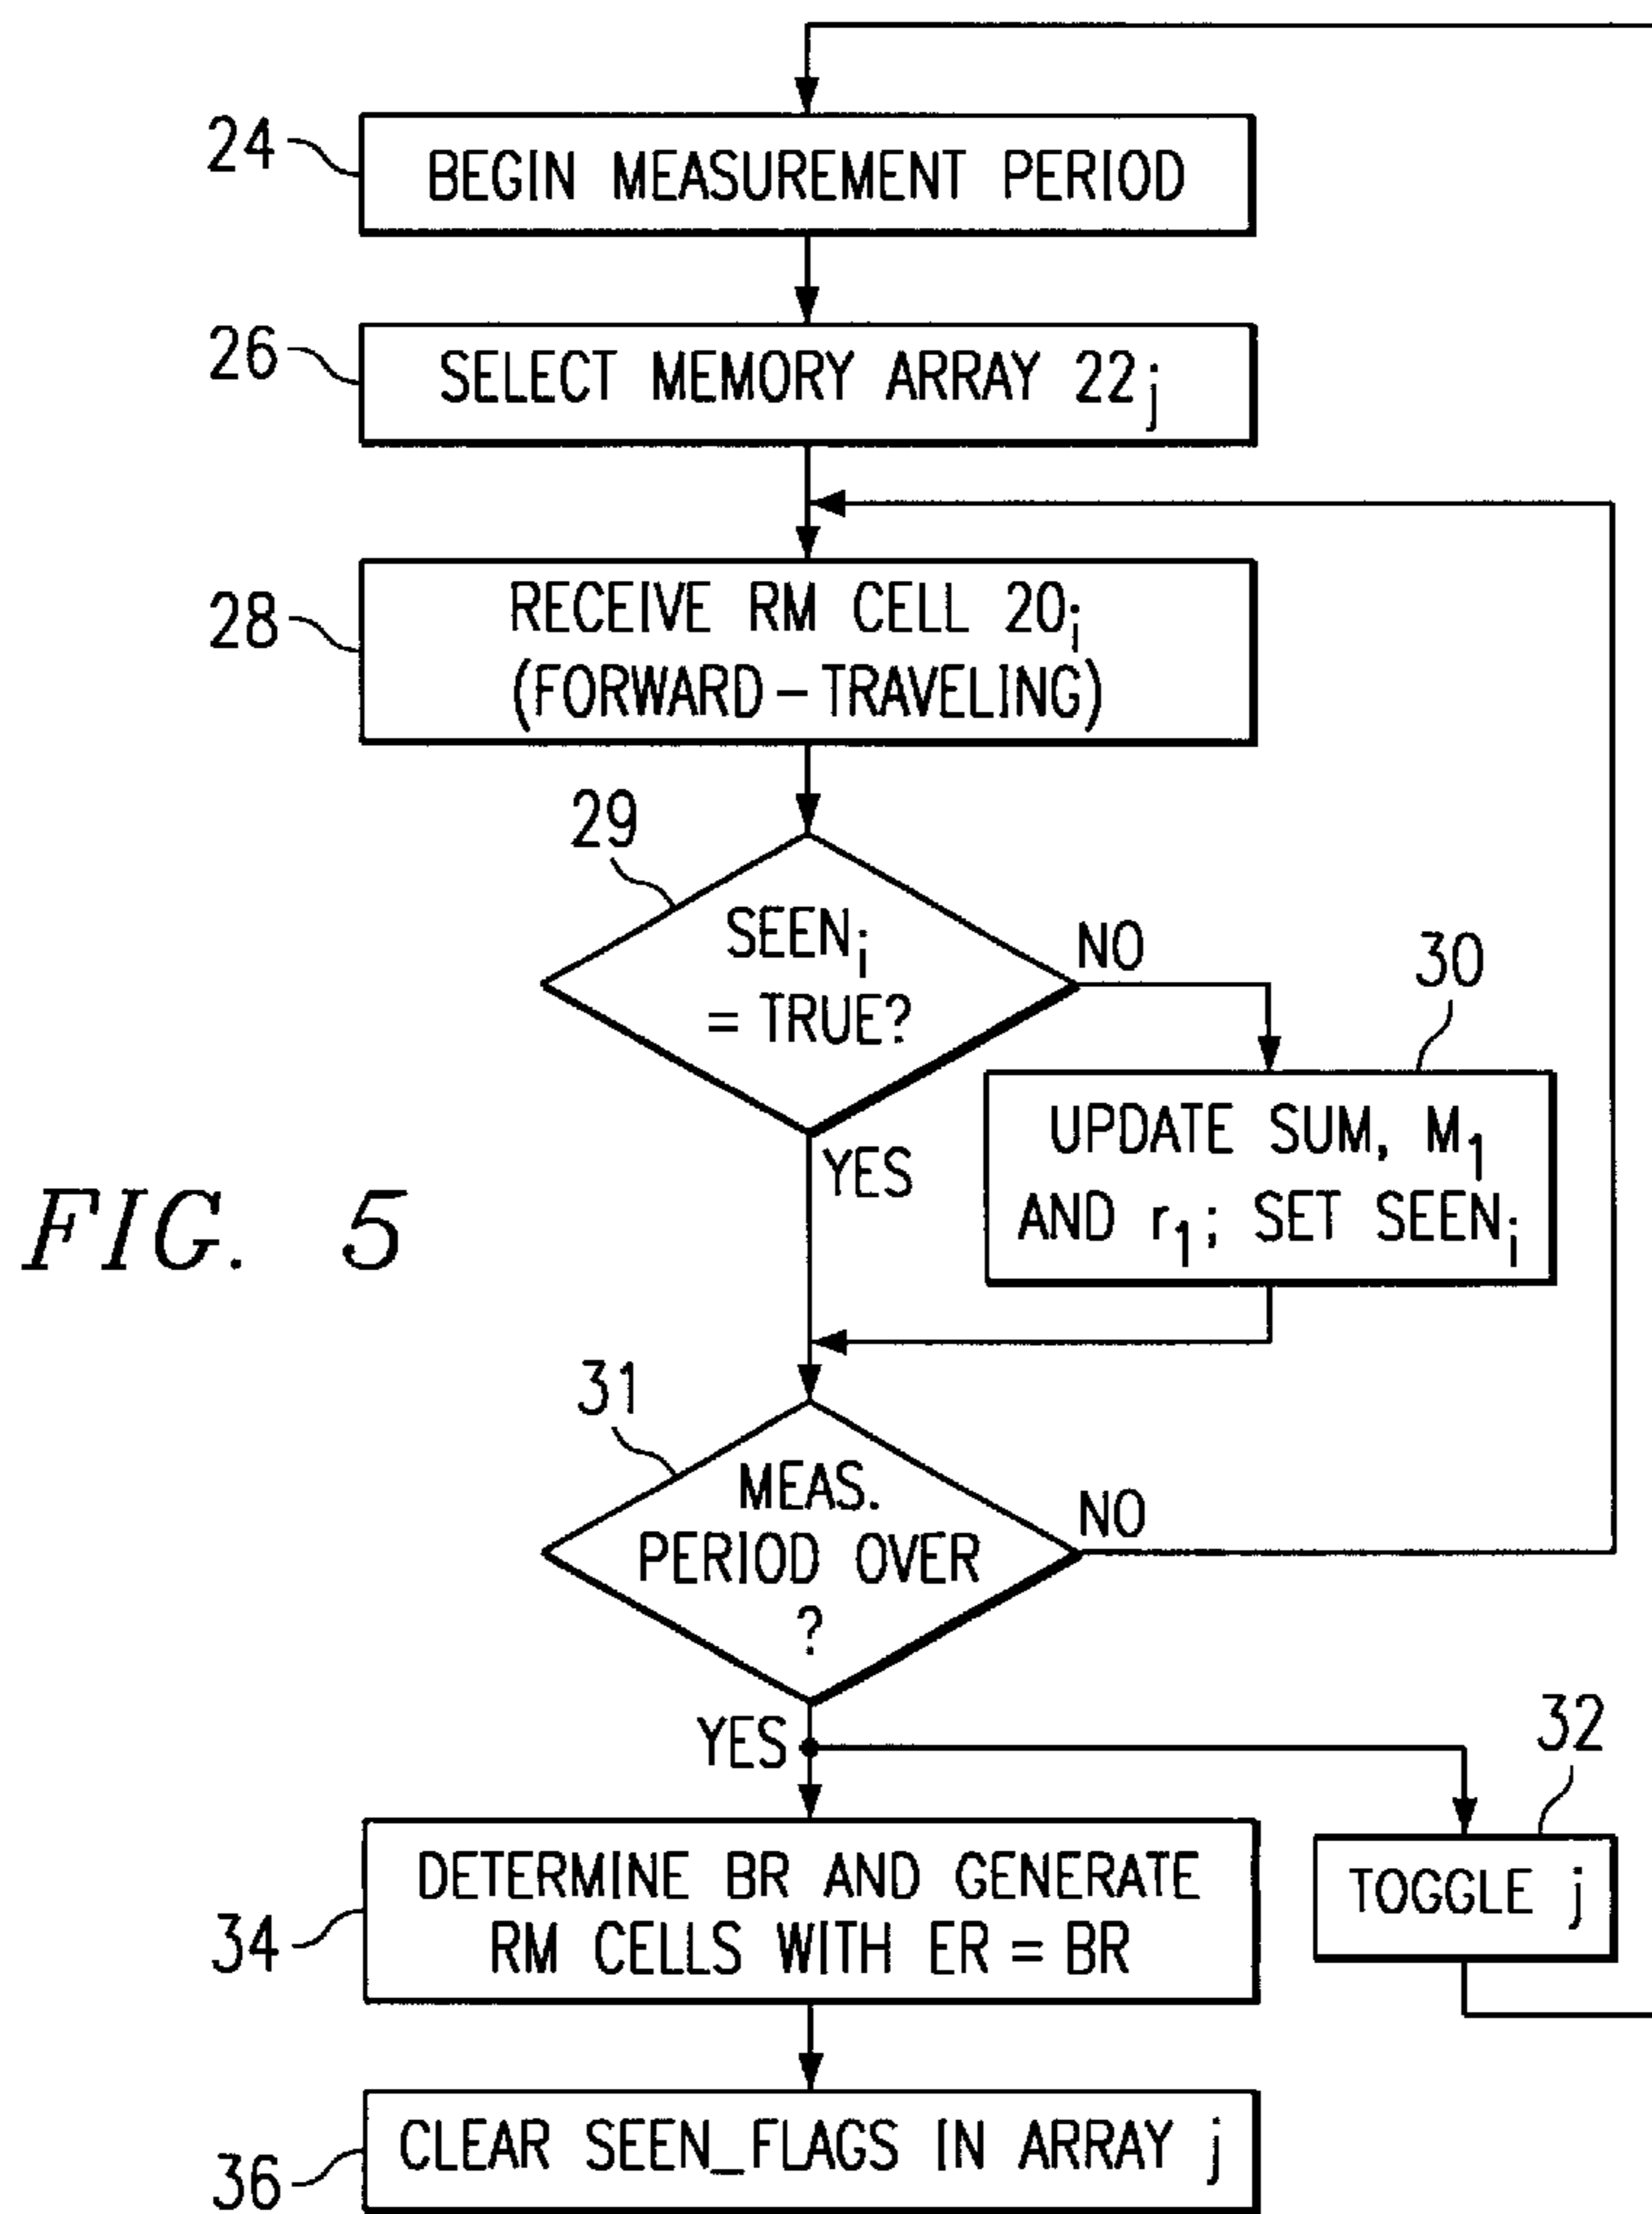 24
BEGIN MEASUREMENT PERIOD
26
SELECT MEMORY ARRAY 22j
28
RECEIVE RM CELL 20i
(FORWARD-TRAVELING)
29
SEENi
= TRUE?
NO
YES
30
UPDATE SUM, M1
AND r1; SET SEENi
FIG. 5
31
MEAS.
PERIOD OVER
?
NO
YES
32
TOGGLE j
34
DETERMINE BR AND GENERATE
RM CELLS WITH ER = BR
36
CLEAR SEEN_FLAGS IN ARRAY j